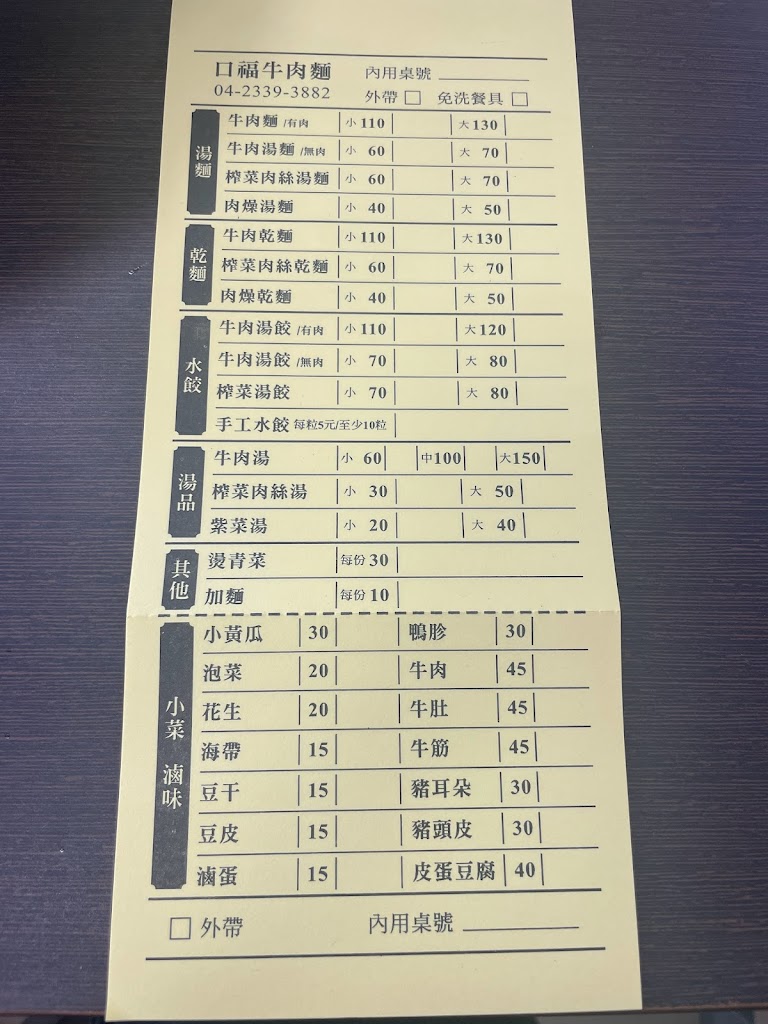 口福牛肉麵 內用桌號
04-2339-3882 外帶 □ 免洗餐具 □
湯麵
牛肉麵 /有肉 小 110 大 130
牛肉湯麵 /無肉 小 60 大 70
榨菜肉絲湯麵 小 60 大 70
肉燥湯麵 小 40 大 50
乾麵
牛肉乾麵 小 110 大 130
榨菜肉絲乾麵 小 60 大 70
肉燥乾麵 小 40 大 50
水餃
牛肉湯餃 /有肉 小 110 大 120
牛肉湯餃 /無肉 小 70 大 80
榨菜湯餃 小 70 大 80
手工水餃 每粒5元/至少10粒
湯品
牛肉湯 小 60 中 100 大 150
榨菜肉絲湯 小 30 大 50
紫菜湯 小 20 大 40
其他
燙青菜 每份 30
加麵 每份 10
小菜 滷味
小黃瓜 30 鴨胗 30
泡菜 20 牛肉 45
花生 20 牛肚 45
海帶 15 牛筋 45
豆干 15 豬耳朵 30
豆皮 15 豬頭皮 30
滷蛋 15 皮蛋豆腐 40
□ 外帶 內用桌號